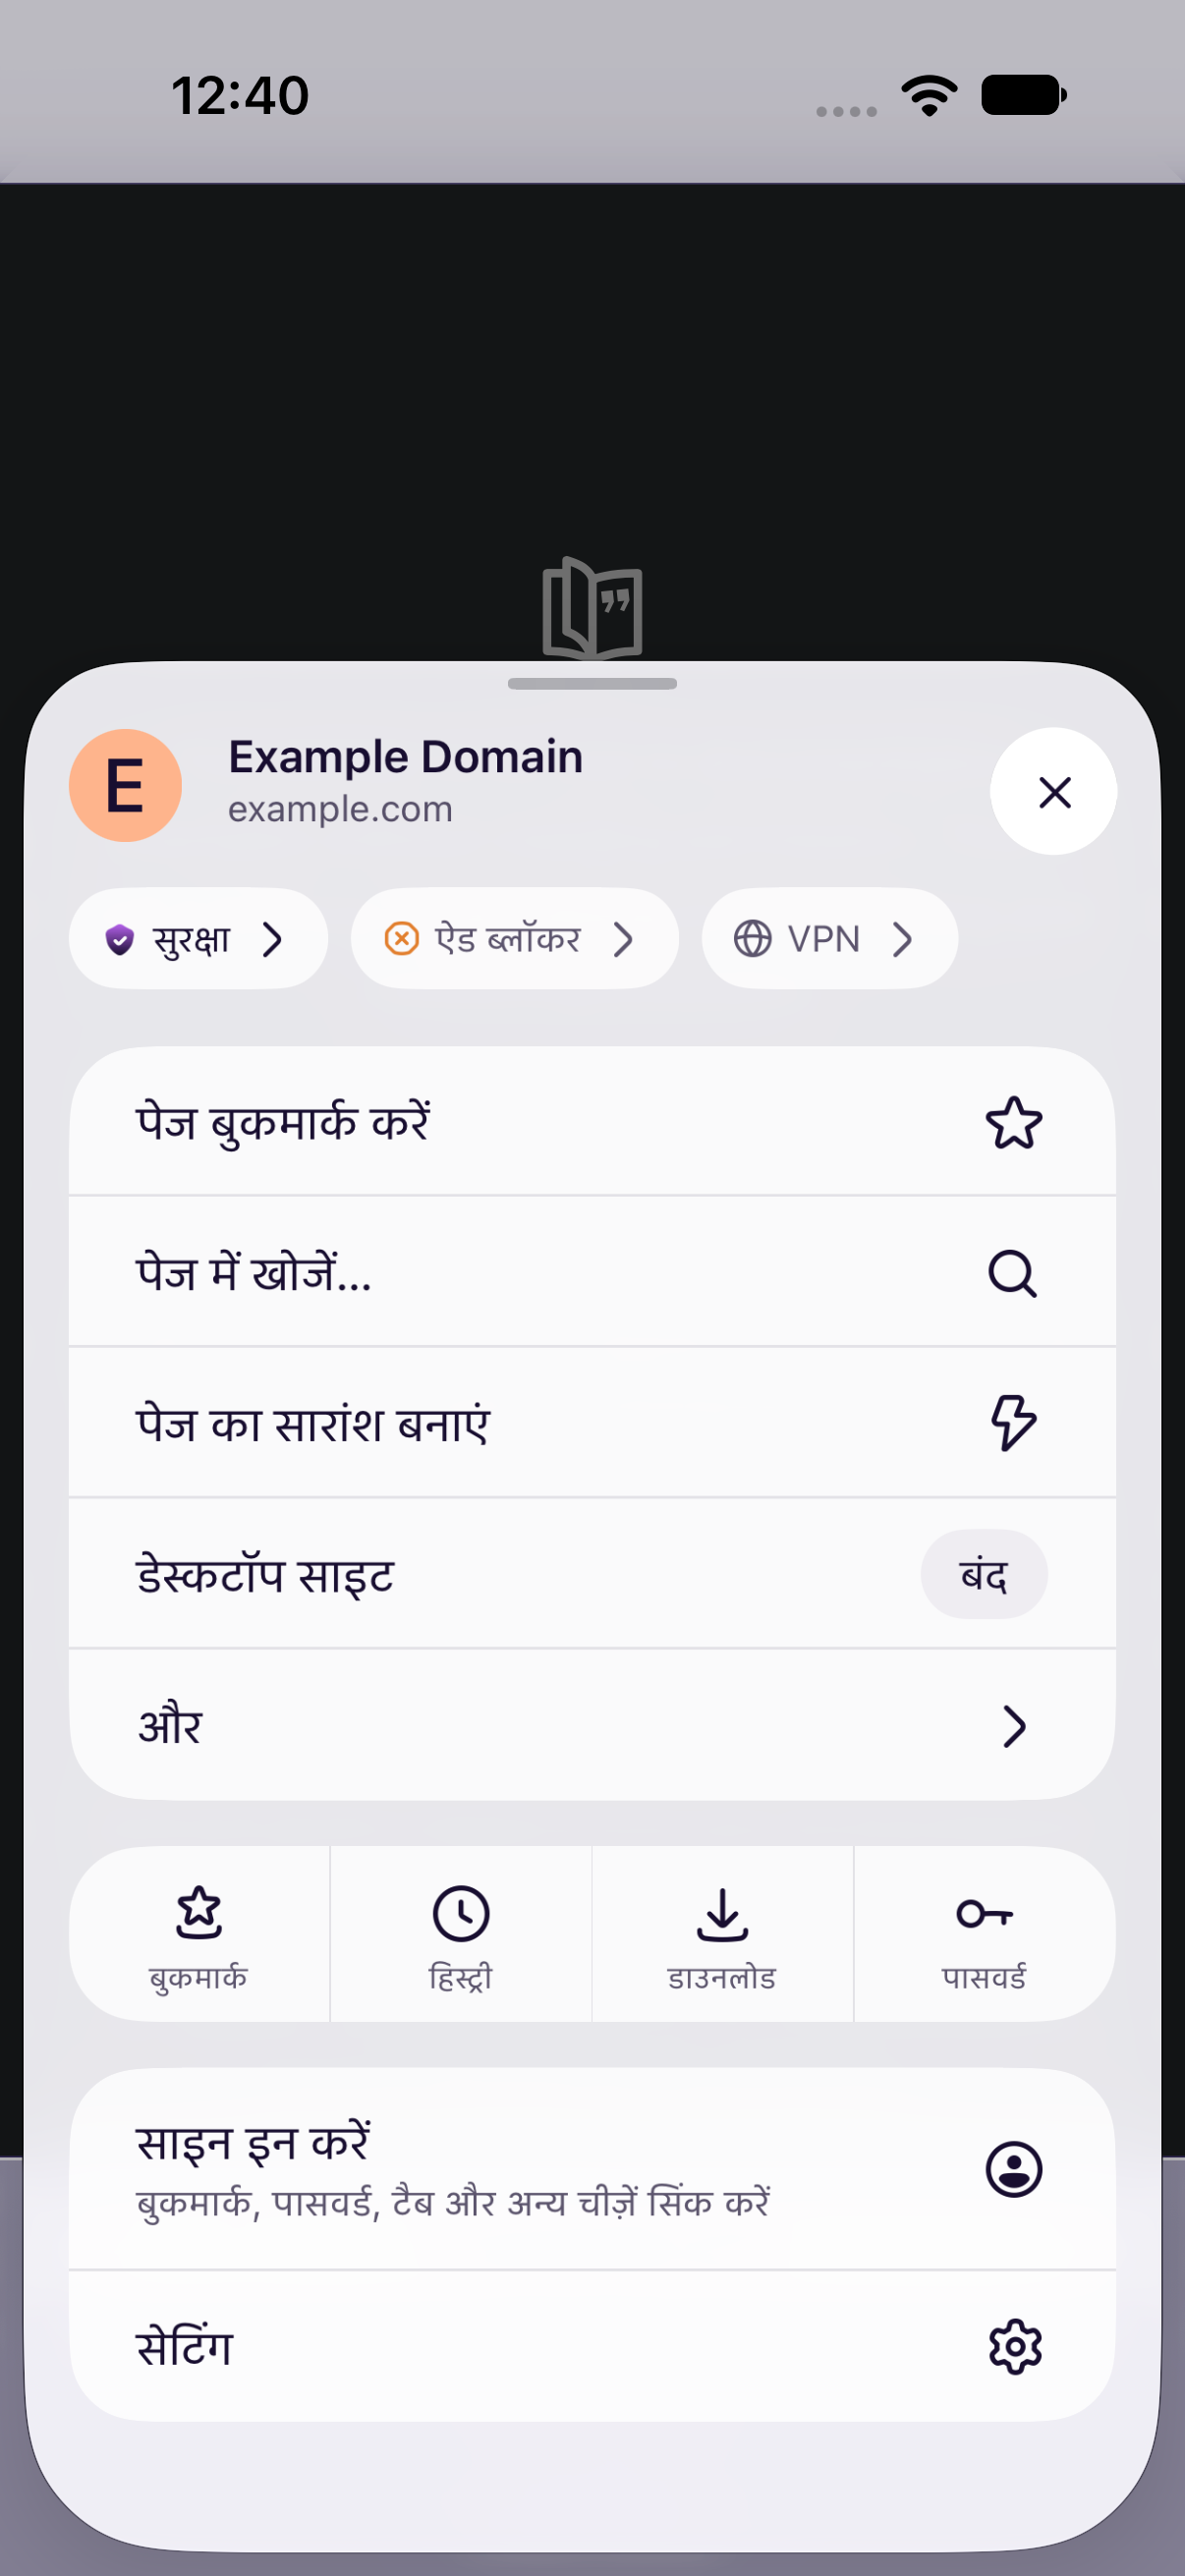 12:40
E
Example Domain
example.com
सुरक्षा
ऐड ब्लॉकर
VPN
पेज बुकमार्क करें
पेज में खोजें...
पेज का सारांश बनाएं
डेस्कटॉप साइट
बंद
और
बुकमार्क
हिस्ट्री
डाउनलोड
पासवर्ड
साइन इन करें
बुकमार्क, पासवर्ड, टैब और अन्य चीज़ें सिंक करें
सेटिंग